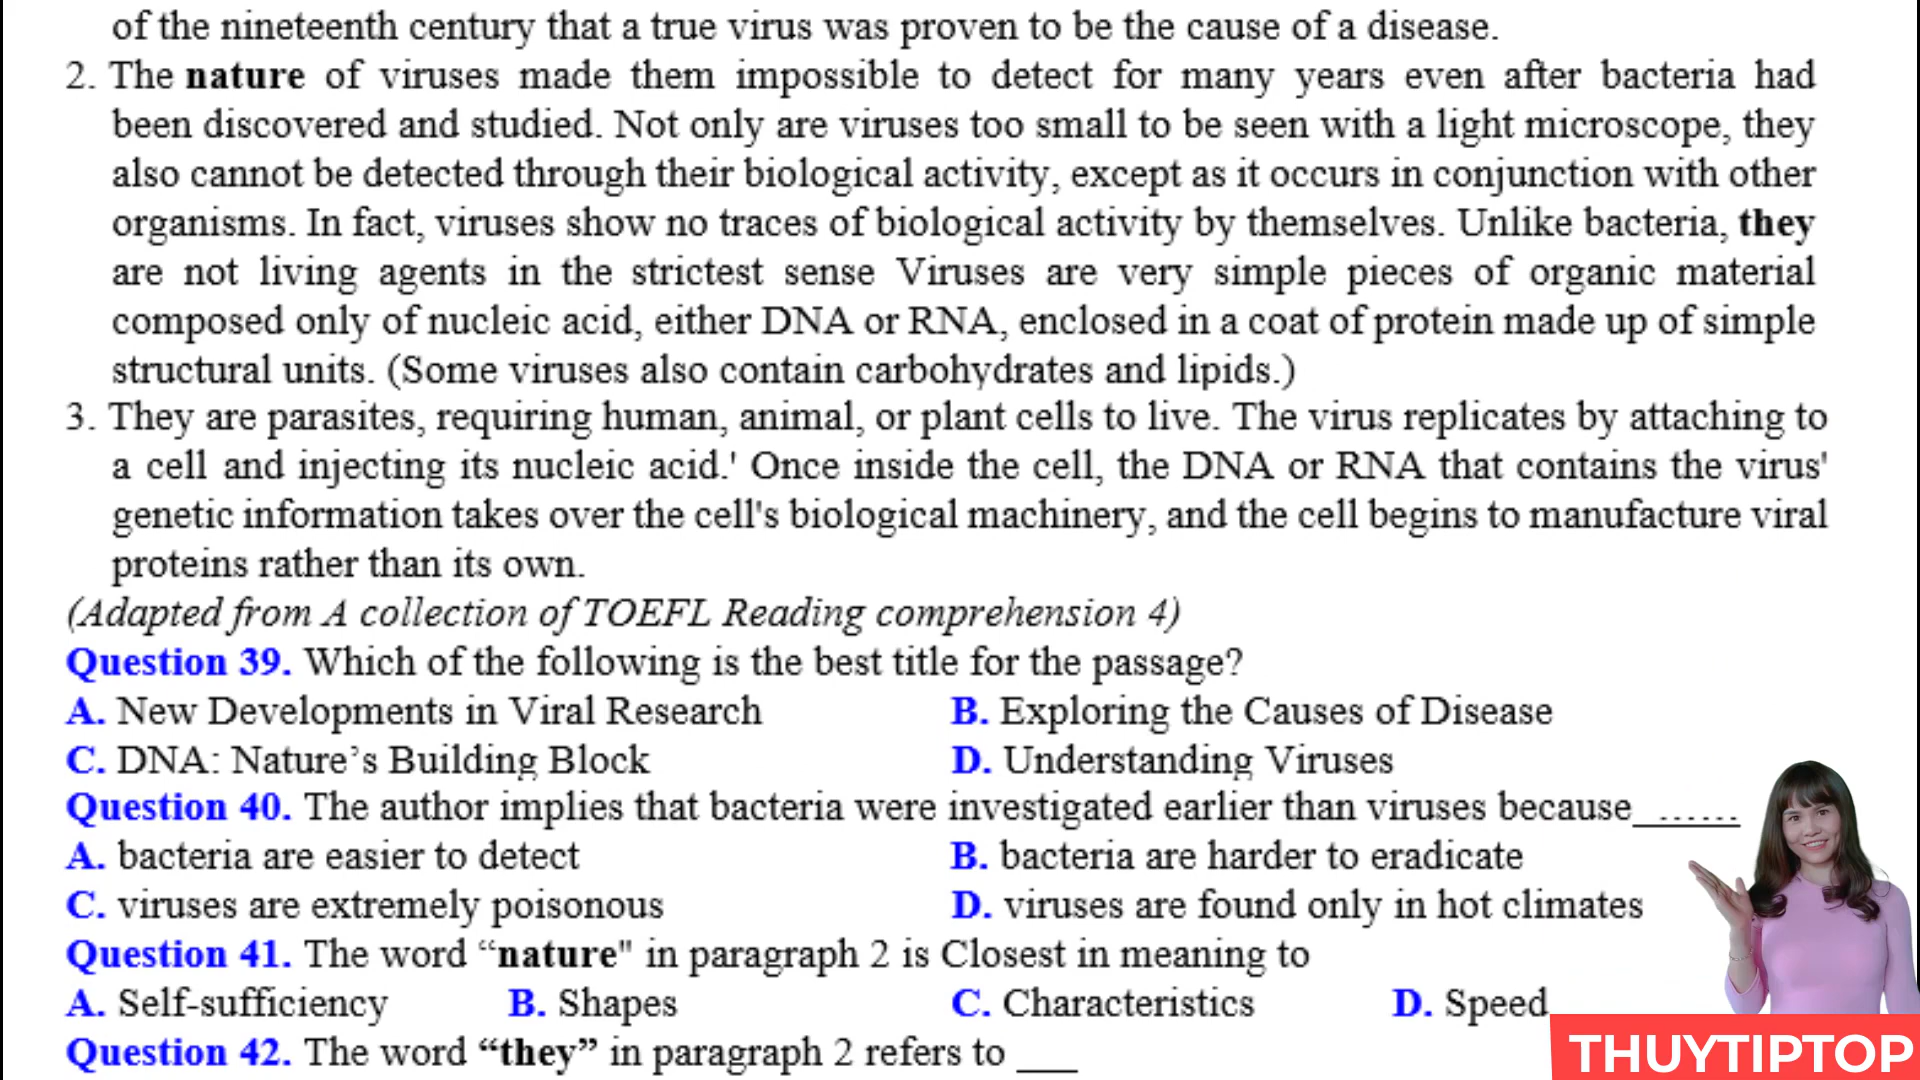 of the nineteenth century that a true virus was proven to be the cause of a disease.
2. The nature of viruses made them impossible to detect for many years even after bacteria had
been discovered and studied. Not only are viruses too small to be seen with a light microscope, they
also cannot be detected through their biological activity, except as it occurs in conjunction with other
organisms. In fact, viruses show no traces of biological activity by themselves. Unlike bacteria, they
are not living agents in the strictest sense Viruses are very simple pieces of organic material
composed only of nucleic acid, either DNA or RNA, enclosed in a coat of protein made up of simple
structural units. (Some viruses also contain carbohydrates and lipids.)
3. They are parasites, requiring human, animal, or plant cells to live. The virus replicates by attaching to
a cell and injecting its nucleic acid.' Once inside the cell, the DNA or RNA that contains the virus'
genetic information takes over the cell's biological machinery, and the cell begins to manufacture viral
proteins rather than its own.
(Adapted from A collection of TOEFL Reading comprehension 4)
Question 39. Which of the following is the best title for the passage?
A. New Developments in Viral Research B. Exploring the Causes of Disease
C. DNA: Nature’s Building Block D. Understanding Viruses
Question 40. The author implies that bacteria were investigated earlier than viruses because_......
A. bacteria are easier to detect B. bacteria are harder to eradicate
C. viruses are extremely poisonous D. viruses are found only in hot climates
Question 41. The word “nature" in paragraph 2 is Closest in meaning to
A. Self-sufficiency B. Shapes C. Characteristics D. Speed
Question 42. The word “they” in paragraph 2 refers to ___
THUYTIPTOP